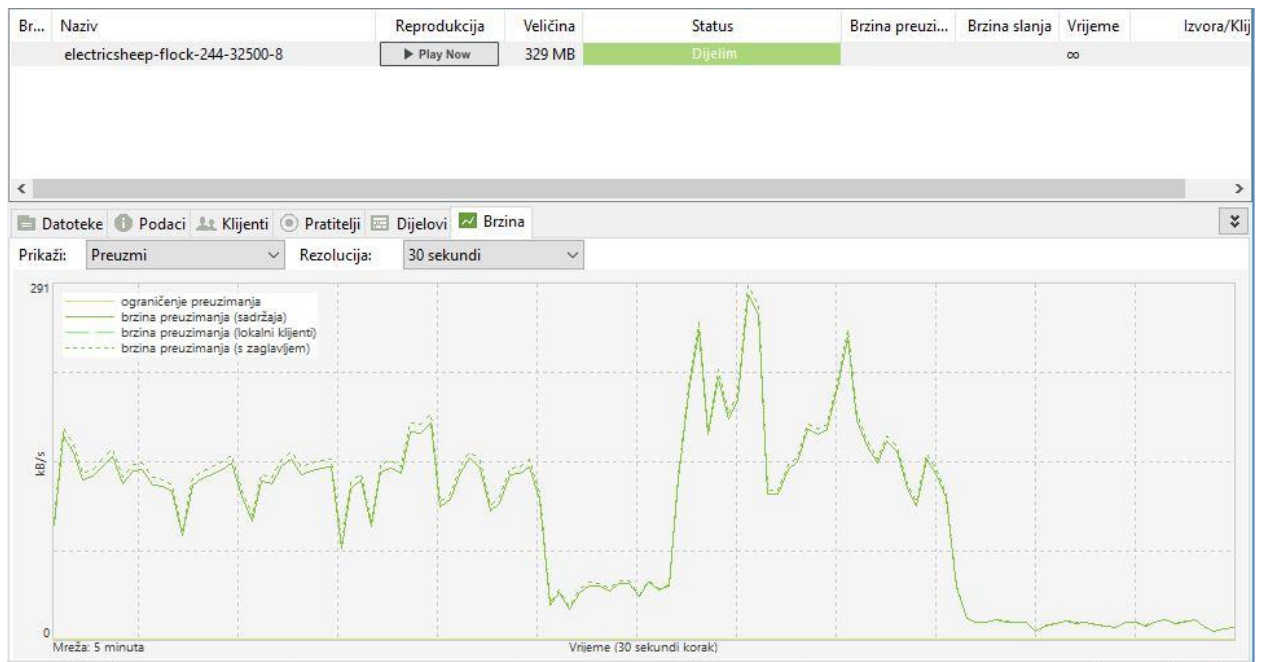 Br... Naziv Reprodukcija Veličina Status Brzina preuzi... Brzina slanja Vrijeme Izvora/Klij
electricsheep-flock-244-32500-8 Play Now 329 MB Dijelim ∞
Datoteke Podaci Klijenti Pratitelji Dijelovi Brzina
Prikaži: Preuzmi Rezolucija: 30 sekundi
291
ograničenje preuzimanja
brzina preuzimanja (sadržaja)
brzina preuzimanja (lokalni klijenti)
brzina preuzimanja (s zaglavljem)
kB/s
0
Mreža: 5 minuta Vrijeme (30 sekundi korak)